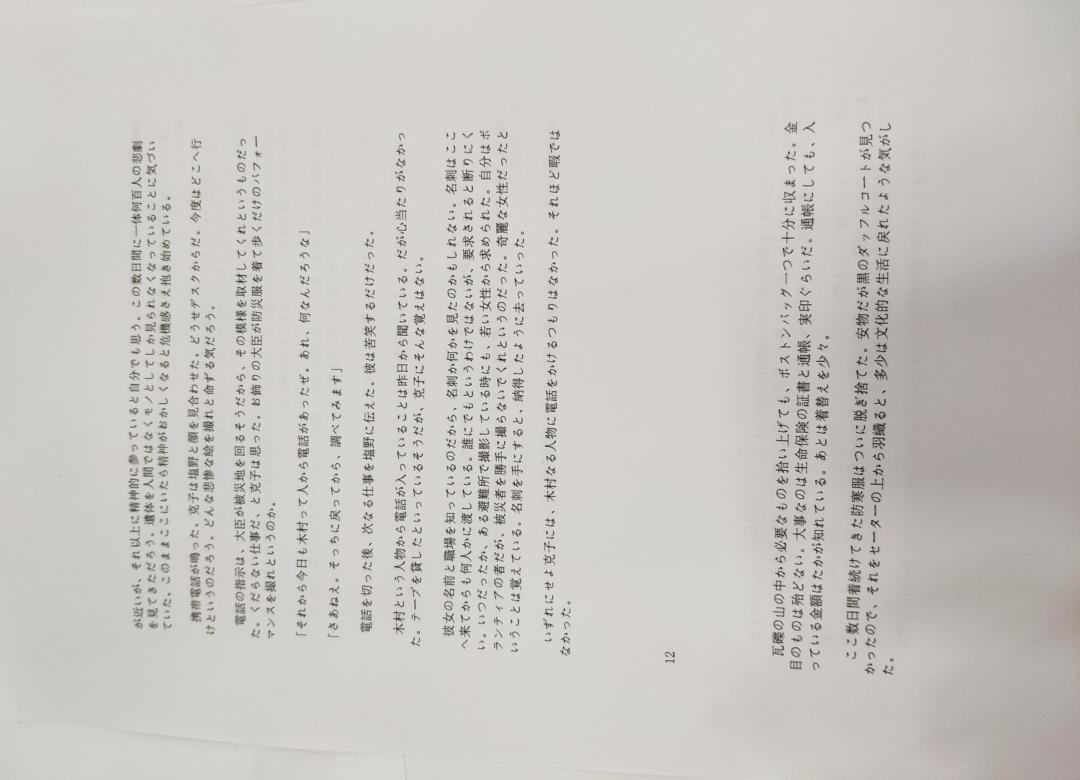 が近いが、それ以上に精神的に参っていると自分でも思う。この数日間に一体何百人の悲劇
を見てきただろう。遺体を人間ではなくモノとしてしか見られなくなっていることに気づい
ていた。このままここにいたら精神がおかしくなると危機感さえ抱き始めている。
携帯電話が鳴った。克子は塩野と顔を見合わせた。どうせデスクからだ。今度はどこへ行
けというのだろう。どんな悲惨な絵を撮れと命ずる気だろう。
電話の指示は、大臣が被災地を回るそうだから、その模様を取材してくれというものだっ
た。くだらない仕事だ、と克子は思った。お飾りの大臣が防災服を着て歩くだけのパフォー
マンスを撮れというのか。
「それから今日も木村って人から電話があったぜ。あれ、何なんだろうな」
「さあねえ。そっちに戻ってから、調べてみます」
電話を切った後、次なる仕事を塩野に伝えた。彼は苦笑するだけだった。
木村という人物から電話が入っていることは昨日から聞いている。だが心当たりがなかっ
た。テープを貸したといっているそうだが、克子にそんな覚えはない。
彼女の名前と職場を知っているのだから、名刺か何かを見たのかもしれない。名刺はここ
へ来てからも何人かに渡している。誰にでもというわけではないが、要求されると断りにく
い。いつだったか、ある避難所で撮影している時にも、若い女性から求められた。自分はボ
ランティアの者だが、被災者を勝手に撮らないでくれというのだった。奇麗な女性だったと
いうことは覚えている。名刺を手にすると、納得したように去っていった。
いずれにせよ克子には、木村なる人物に電話をかけるつもりはなかった。それほど暇では
なかった。
12
瓦礫の山の中から必要なものを拾い上げても、ボストンバッグ一つで十分に収まった。金
目のものは殆どない。大事なのは生命保険の証書と通帳、実印ぐらいだ。通帳にしても、入
っている金額はたかが知れている。あとは着替えを少々。
ここ数日間着続けてきた防寒服はついに脱ぎ捨てた。安物だが黒のダッフルコートが見つ
かったので、それをセーターの上から羽織ると、多少は文化的な生活に戻れたような気がし
た。